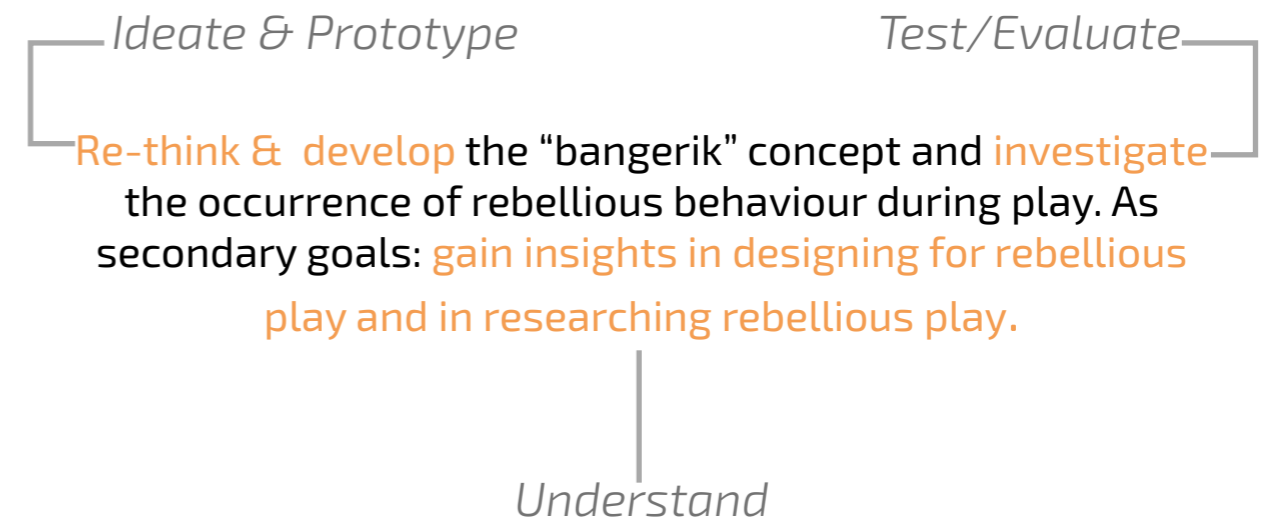 Ideate & Prototype
Test/Evaluate
Re-think & develop the “bangerik” concept and investigate
the occurrence of rebellious behaviour during play. As
secondary goals: gain insights in designing for rebellious
play and in researching rebellious play.
Understand